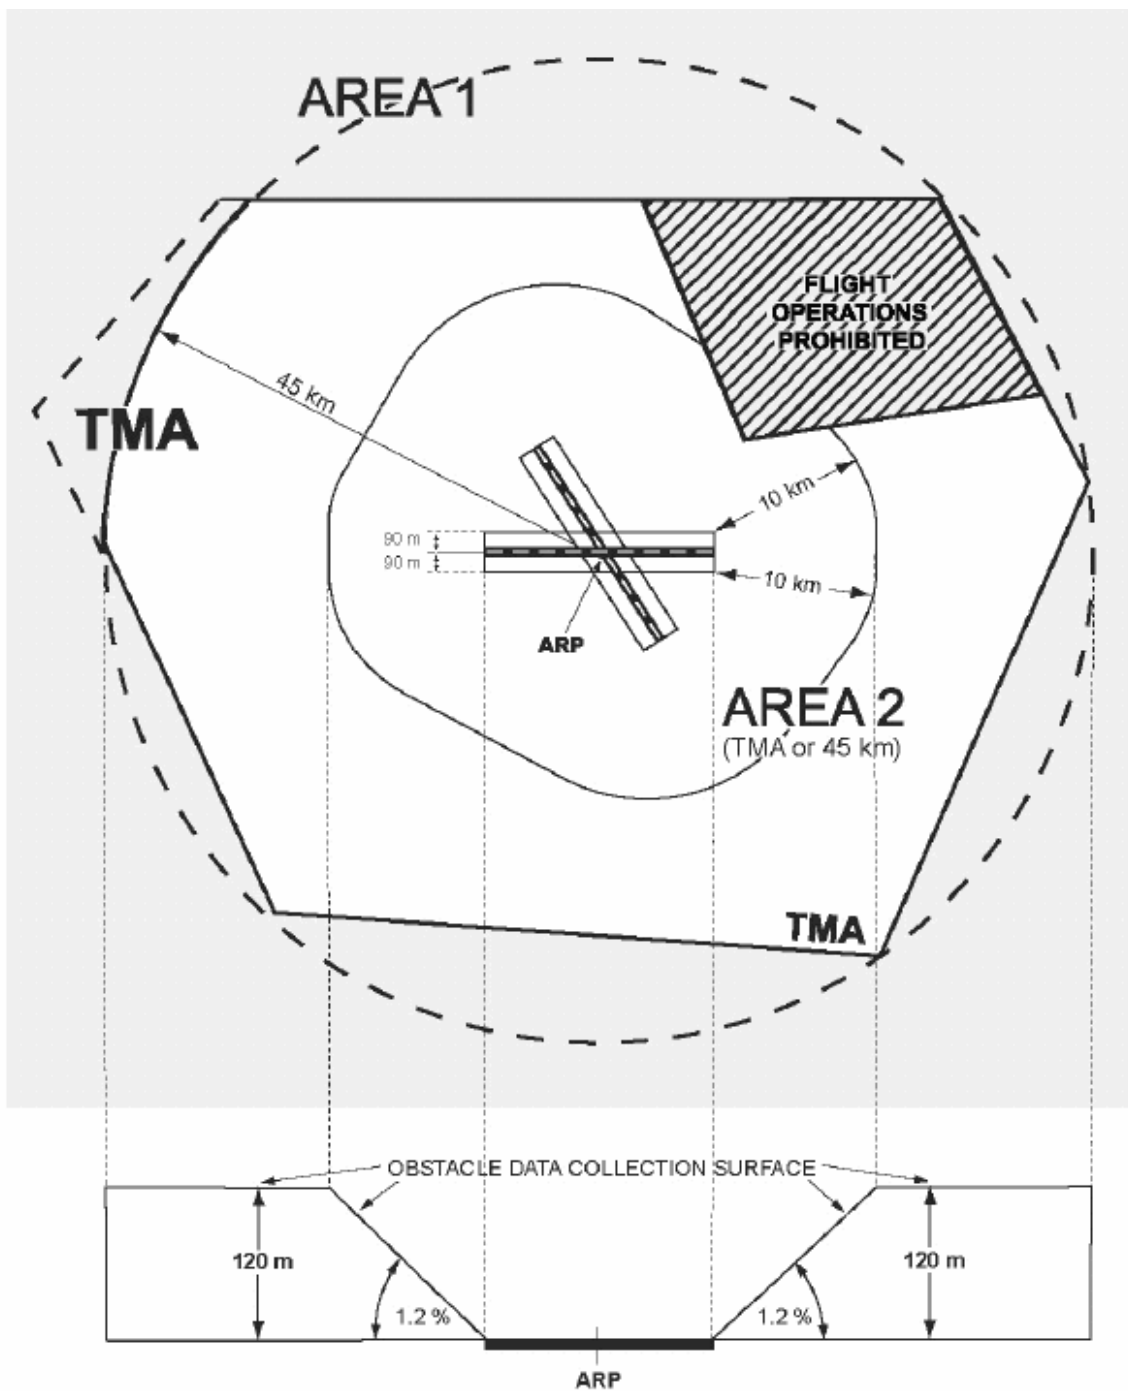 AREA 1
FLIGHT
OPERATIONS
PROHIBITED
45 km
TMA
10 km
90 m
90 m
10 km
ARP
AREA 2
(TMA or 45 km)
TMA
OBSTACLE DATA COLLECTION SURFACE
120 m
120 m
1.2 %
1.2 %
ARP